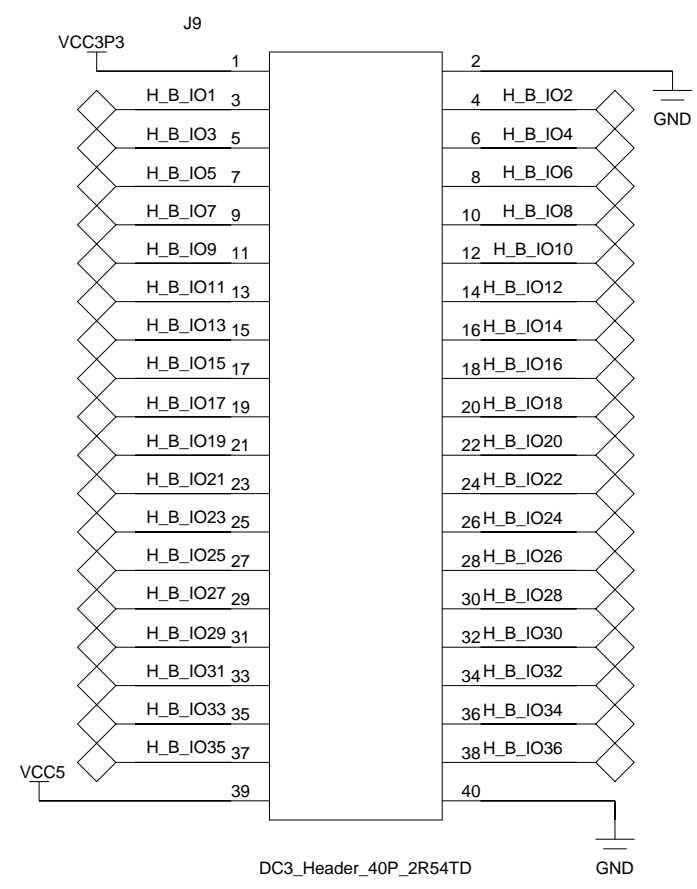 J9
VCC3P3
1 2
H_B_IO1 3 4 H_B_IO2
GND
H_B_IO3 5 6 H_B_IO4
H_B_IO5 7 8 H_B_IO6
H_B_IO7 9 10 H_B_IO8
H_B_IO9 11 12 H_B_IO10
H_B_IO11 13 14 H_B_IO12
H_B_IO13 15 16 H_B_IO14
H_B_IO15 17 18 H_B_IO16
H_B_IO17 19 20 H_B_IO18
H_B_IO19 21 22 H_B_IO20
H_B_IO21 23 24 H_B_IO22
H_B_IO23 25 26 H_B_IO24
H_B_IO25 27 28 H_B_IO26
H_B_IO27 29 30 H_B_IO28
H_B_IO29 31 32 H_B_IO30
H_B_IO31 33 34 H_B_IO32
H_B_IO33 35 36 H_B_IO34
H_B_IO35 37 38 H_B_IO36
VCC5
39 40
DC3_Header_40P_2R54TD GND